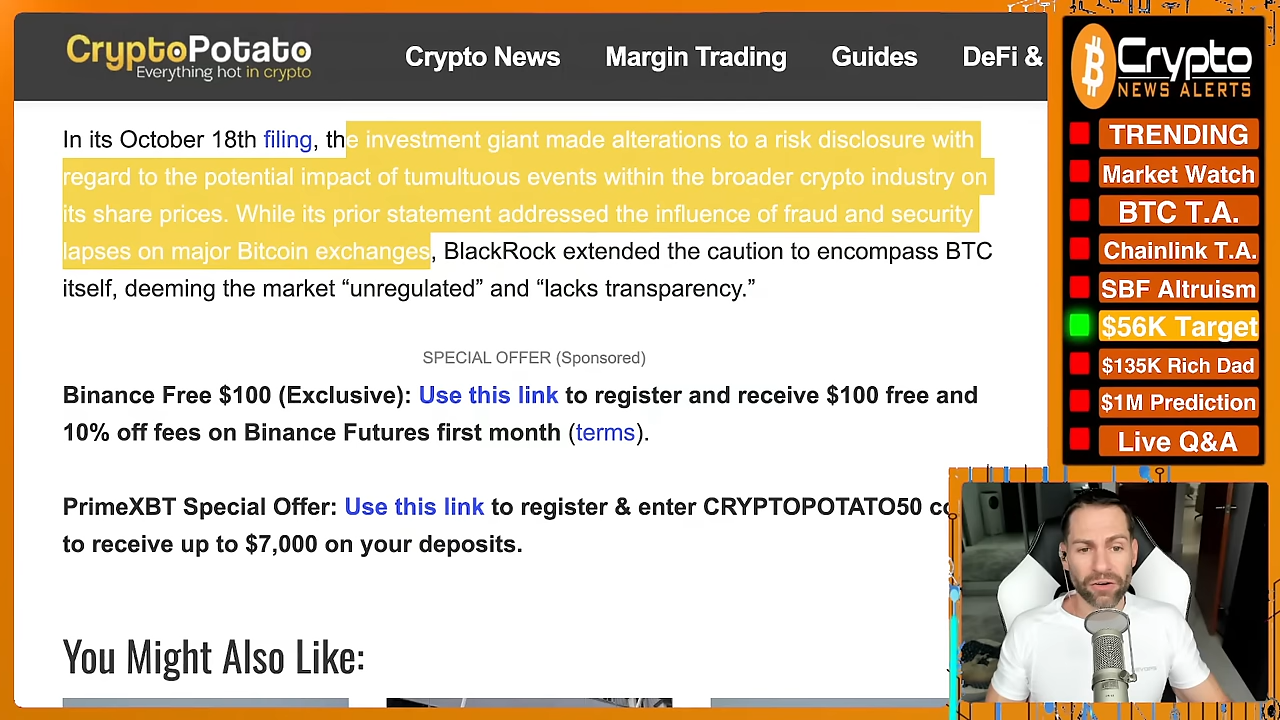 CryptoPotato
Everything hot in crypto
Crypto News
Margin Trading
Guides
DeFi &
In its October 18th filing, the investment giant made alterations to a risk disclosure with
regard to the potential impact of tumultuous events within the broader crypto industry on
its share prices. While its prior statement addressed the influence of fraud and security
lapses on major Bitcoin exchanges, BlackRock extended the caution to encompass BTC
itself, deeming the market “unregulated” and “lacks transparency.”
SPECIAL OFFER (Sponsored)
Binance Free $100 (Exclusive): Use this link to register and receive $100 free and
10% off fees on Binance Futures first month (terms).
PrimeXBT Special Offer: Use this link to register & enter CRYPTOPOTATO50 co
to receive up to $7,000 on your deposits.
You Might Also Like:
Crypto
NEWS ALERTS
TRENDING
Market Watch
BTC T.A.
Chainlink T.A.
SBF Altruism
$56K Target
$135K Rich Dad
$1M Prediction
Live Q&A